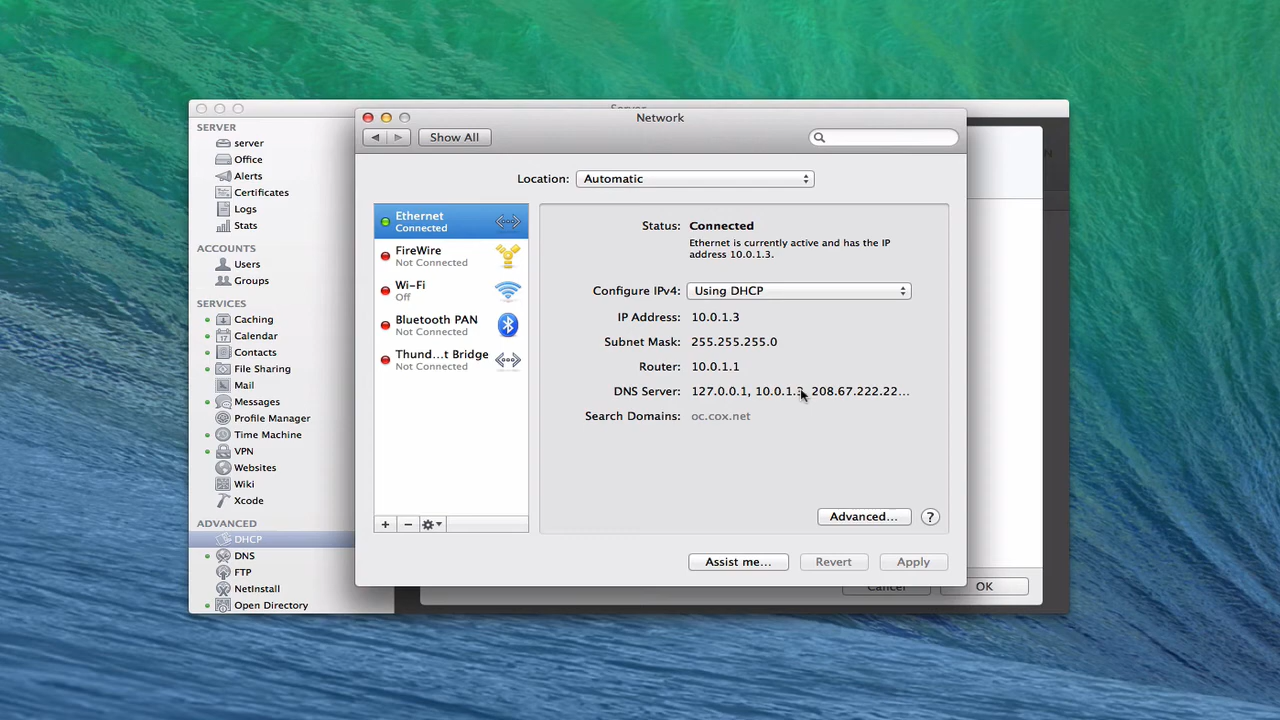 Server
SERVER
server
Office
Alerts
Certificates
Logs
Stats
ACCOUNTS
Users
Groups
SERVICES
Caching
Calendar
Contacts
File Sharing
Mail
Messages
Profile Manager
Time Machine
VPN
Websites
Wiki
Xcode
ADVANCED
DHCP
DNS
FTP
NetInstall
Open Directory
Network
Show All
Location: Automatic
Ethernet
Connected
FireWire
Not Connected
Wi-Fi
Off
Bluetooth PAN
Not Connected
Thund...t Bridge
Not Connected
Status: Connected
Ethernet is currently active and has the IP
address 10.0.1.3.
Configure IPv4: Using DHCP
IP Address: 10.0.1.3
Subnet Mask: 255.255.255.0
Router: 10.0.1.1
DNS Server: 127.0.0.1, 10.0.1.3, 208.67.222.22...
Search Domains: oc.cox.net
Advanced... ?
Assist me... Revert Apply
Cancel OK
N